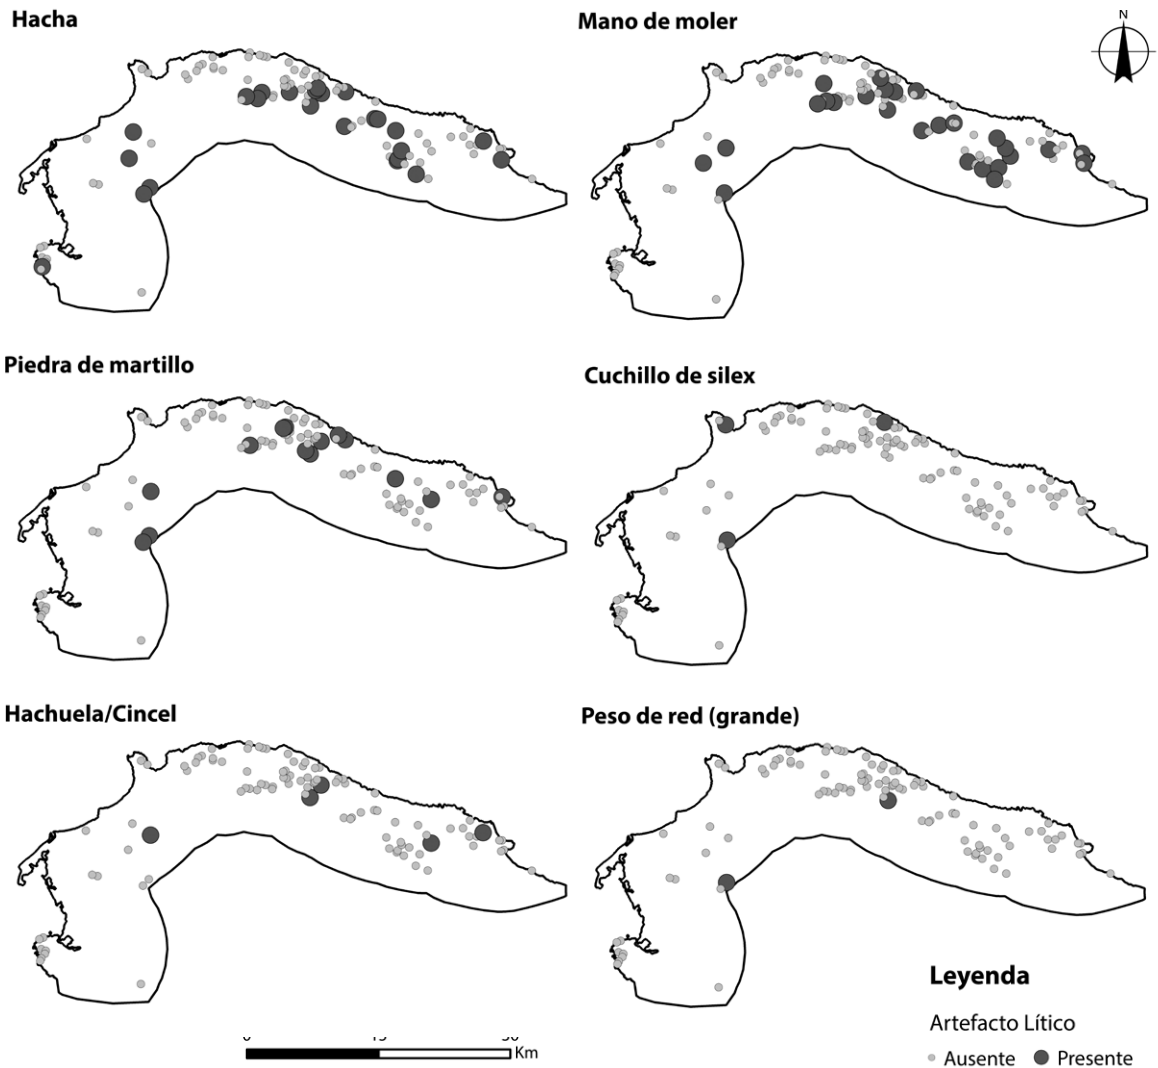 Hacha
Mano de moler
N
Piedra de martillo
Cuchillo de silex
Hachuela/Cincel
Peso de red (grande)
Leyenda
Artefacto Lítico
Ausente Presente
Km